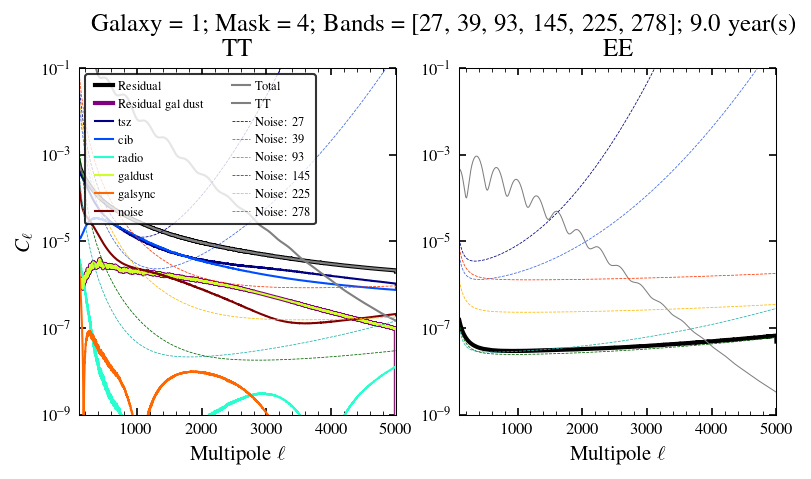 Galaxy = 1; Mask = 4; Bands = [27, 39, 93, 145, 225, 278]; 9.0 year(s)
TT
EE
Residual
Residual gal dust
tsz
cib
radio
galdust
galsync
noise
Total
TT
Noise: 27
Noise: 39
Noise: 93
Noise: 145
Noise: 225
Noise: 278
10⁻¹
10⁻³
10⁻⁵
10⁻⁷
10⁻⁹
10⁻¹
10⁻³
10⁻⁵
10⁻⁷
10⁻⁹
C_ℓ
1000 2000 3000 4000 5000
1000 2000 3000 4000 5000
Multipole ℓ
Multipole ℓ